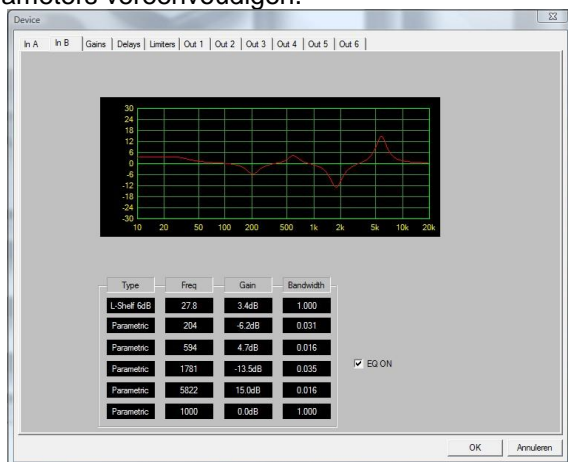 ameters vereenvoudigen.
Device
In A In B Gains Delays Limiters Out 1 Out 2 Out 3 Out 4 Out 5 Out 6
30
24
18
12
6
0
-6
-12
-18
-24
-30
10 20 50 100 200 500 1k 2k 5k 10k 20k
Type Freq Gain Bandwidth
L-Shelf 6dB 27.8 3.4dB 1.000
Parametric 204 -6.2dB 0.031
Parametric 594 4.7dB 0.016
Parametric 1781 -13.5dB 0.035
EQ ON
Parametric 5822 15.0dB 0.016
Parametric 1000 0.0dB 1.000
OK Annuleren